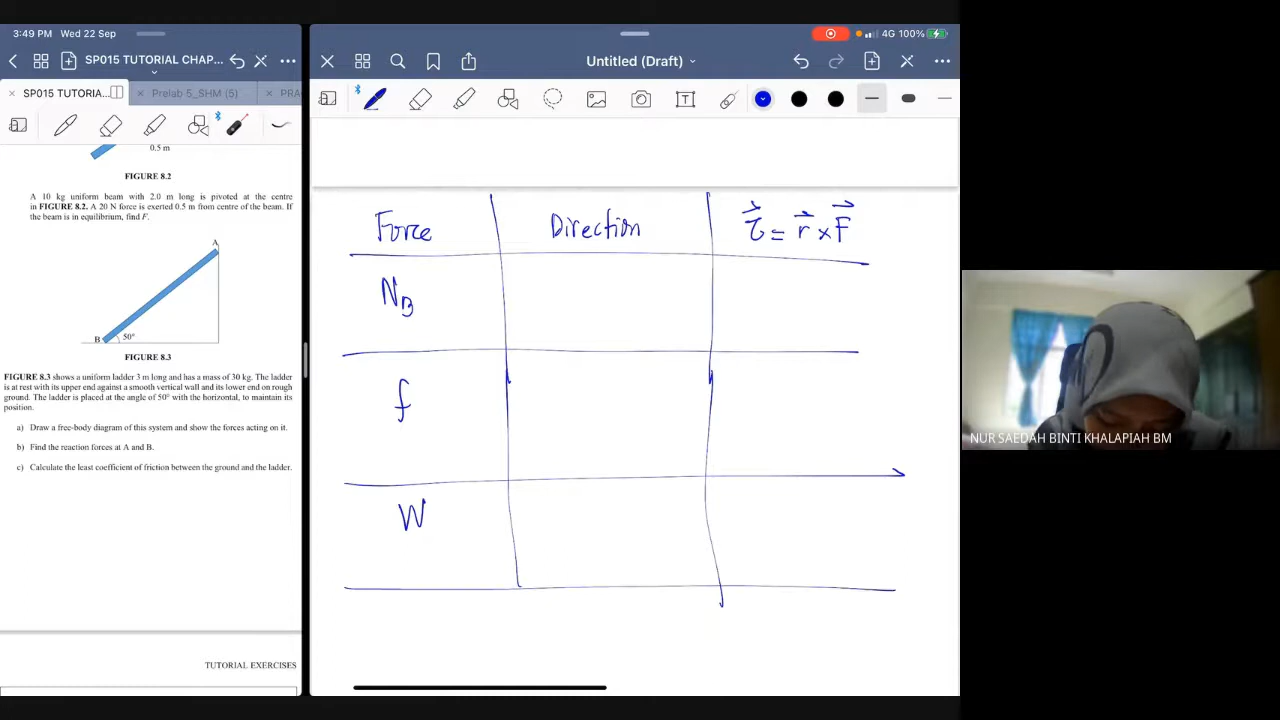 3:49 PM Wed 22 Sep
SP015 TUTORIAL CHAP...
SP015 TUTORIA...
Prelab 5_SHM (5)
PRA
0.5 m
FIGURE 8.2
A 10 kg uniform beam with 2.0 m long is pivoted at the centre
in FIGURE 8.2. A 20 N force is exerted 0.5 m from centre of the beam. If
the beam is in equilibrium, find F.
A
B 50°
FIGURE 8.3
FIGURE 8.3 shows a uniform ladder 3 m long and has a mass of 30 kg. The ladder
is at rest with its upper end against a smooth vertical wall and its lower end on rough
ground. The ladder is placed at the angle of 50° with the horizontal, to maintain its
position.
a) Draw a free-body diagram of this system and show the forces acting on it.
b) Find the reaction forces at A and B.
c) Calculate the least coefficient of friction between the ground and the ladder.
TUTORIAL EXERCISES
4G 100%
Untitled (Draft)
T
Force Direction τ⃗ = r⃗ × F⃗
N_B
f
W
NUR SAEDAH BINTI KHALAPIAH BM